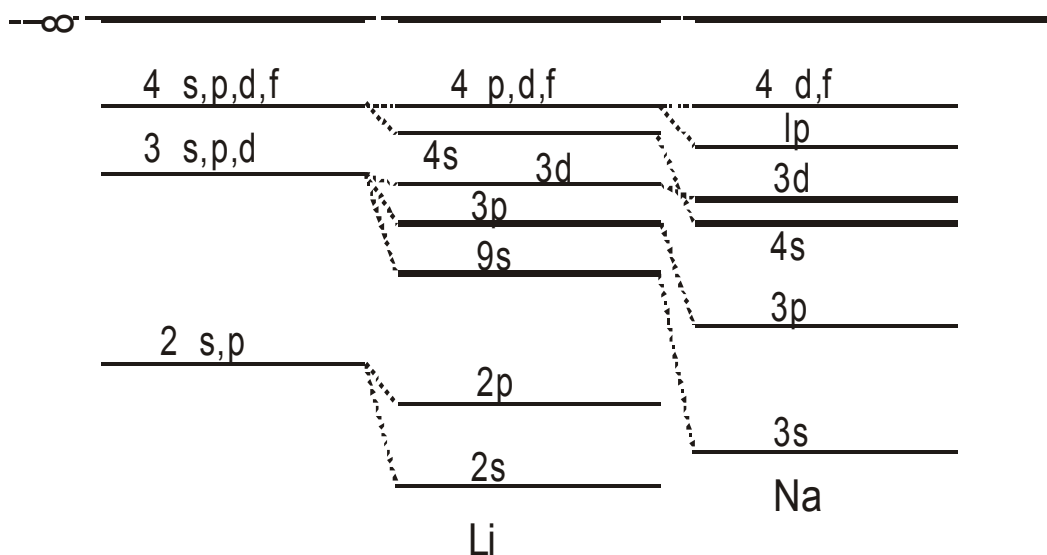 ∞
4 s,p,d,f
3 s,p,d
2 s,p
4 p,d,f
4s
3d
3p
9s
2p
2s
Li
4 d,f
lp
3d
4s
3p
3s
Na